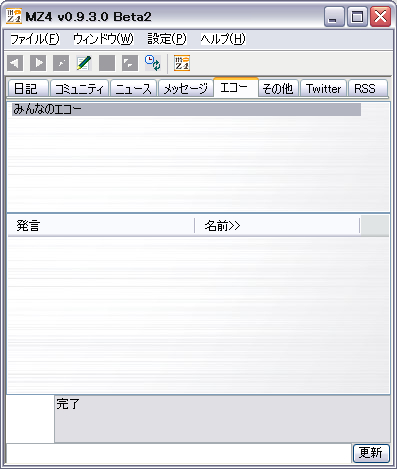 MZ4 v0.9.3.0 Beta2
ファイル(F) ウィンドウ(W) 設定(P) ヘルプ(H)
日記 コミュニティ ニュース メッセージ エコー その他 Twitter RSS
みんなのエコー
発言 名前>>
完了
更新